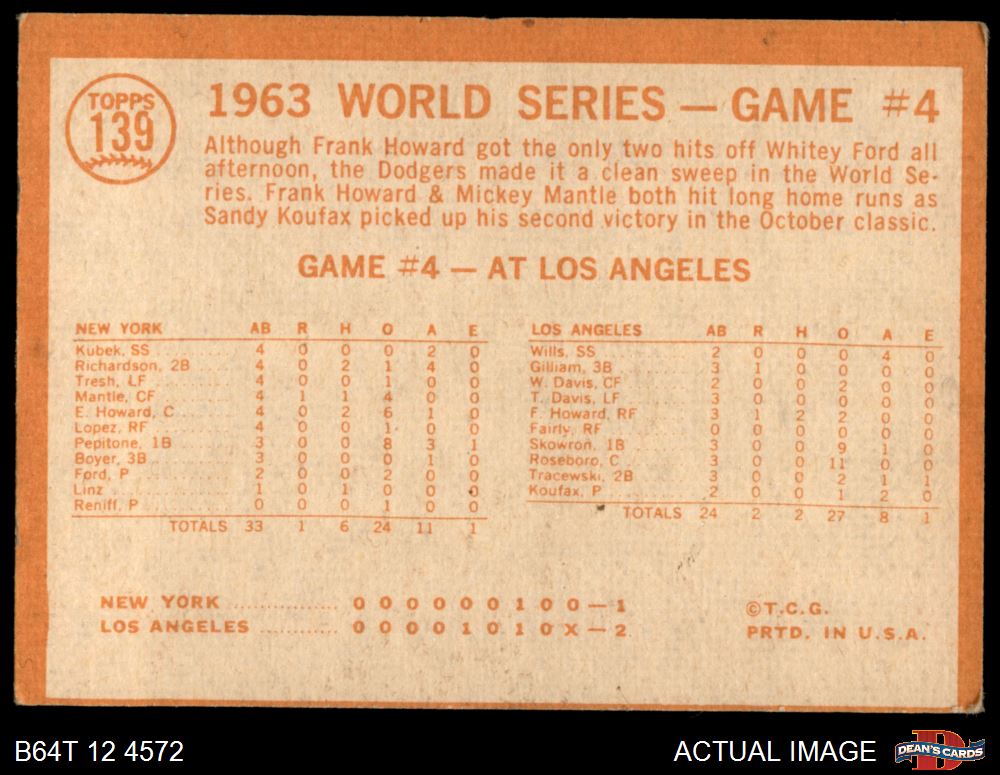 TOPPS
139
1963 WORLD SERIES — GAME #4
Although Frank Howard got the only two hits off Whitey Ford all
afternoon, the Dodgers made it a clean sweep in the World Se-
ries. Frank Howard & Mickey Mantle both hit long home runs as
Sandy Koufax picked up his second victory in the October classic.
GAME #4 — AT LOS ANGELES
NEW YORK AB R H O A E
Kubek, SS 4 0 0 0 2 0
Richardson, 2B 4 0 2 1 4 0
Tresh, LF 4 0 0 1 0 0
Mantle, CF 4 1 1 4 0 0
E. Howard, C 4 0 2 6 1 0
Lopez, RF 4 0 0 1 0 0
Pepitone, 1B 3 0 0 8 3 1
Boyer, 3B 3 0 0 0 1 0
Ford, P 2 0 0 2 0 0
Linz 1 0 1 0 0 0
Reniff, P 0 0 0 1 0 0
TOTALS 33 1 6 24 11 1
LOS ANGELES AB R H O A E
Wills, SS 2 0 0 0 4 0
Gilliam, 3B 3 1 0 0 0 0
W. Davis, CF 2 0 0 2 0 0
T. Davis, LF 3 0 0 0 0 0
F. Howard, RF 3 1 2 2 0 0
Fairly, RF 0 0 0 0 0 0
Skowron, 1B 3 0 0 9 1 0
Roseboro, C 3 0 0 11 0 0
Tracewski, 2B 3 0 0 2 1 1
Koufax, P 2 0 0 1 2 0
TOTALS 24 2 2 27 8 1
NEW YORK ............... 0 0 0 0 0 0 1 0 0 — 1
LOS ANGELES ........... 0 0 0 0 1 0 1 0 X — 2
©T.C.G.
PRTD. IN U.S.A.
B64T 12 4572
ACTUAL IMAGE
DEAN'S CARDS